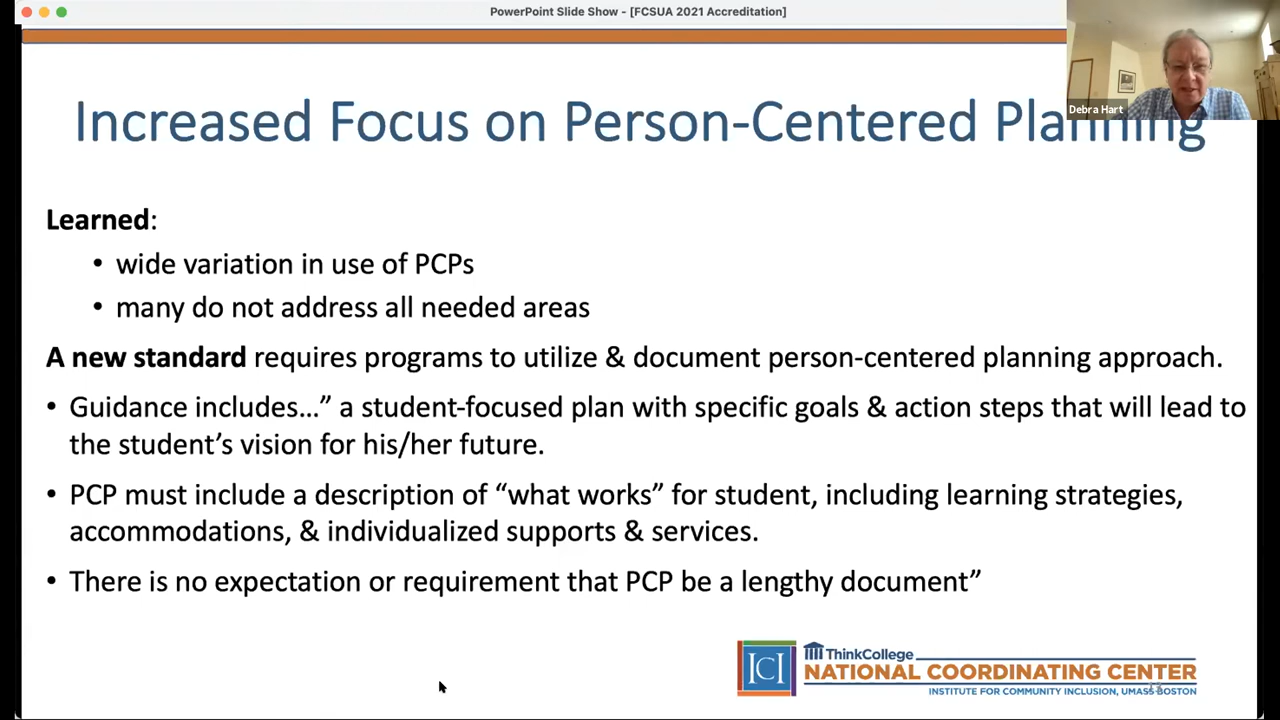 PowerPoint Slide Show - [FCSUA 2021 Accreditation]
Debra Hart
Increased Focus on Person-Centered Planning
Learned:
• wide variation in use of PCPs
• many do not address all needed areas
A new standard requires programs to utilize & document person-centered planning approach.
• Guidance includes…” a student-focused plan with specific goals & action steps that will lead to
the student’s vision for his/her future.
• PCP must include a description of “what works” for student, including learning strategies,
accommodations, & individualized supports & services.
• There is no expectation or requirement that PCP be a lengthy document”
ICI
ThinkCollege
NATIONAL COORDINATING CENTER
INSTITUTE FOR COMMUNITY INCLUSION, UMASS BOSTON